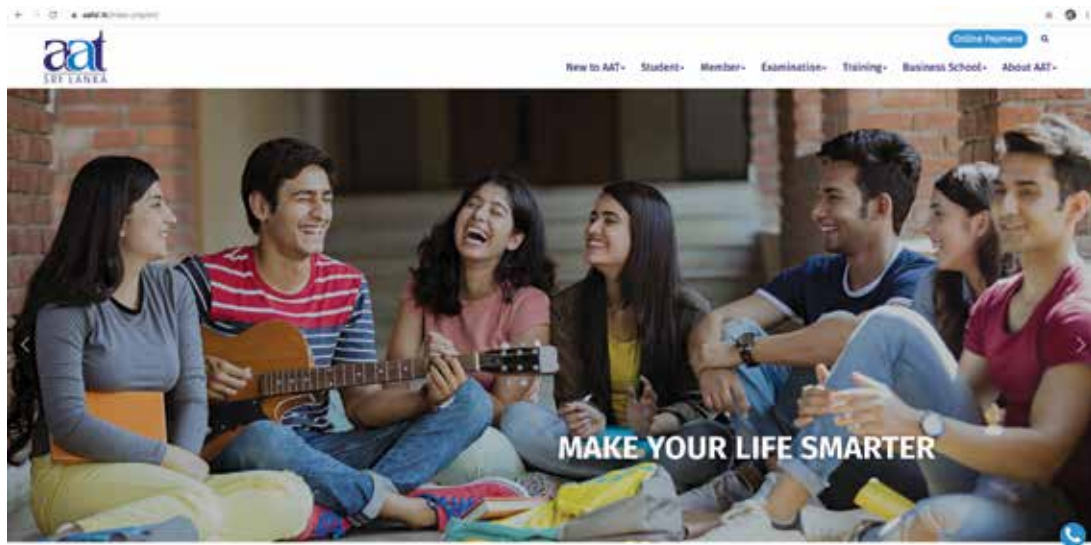 aat
SRI LANKA
Online Payment
New to AAT Student Member Examination Training Business School About AAT
MAKE YOUR LIFE SMARTER